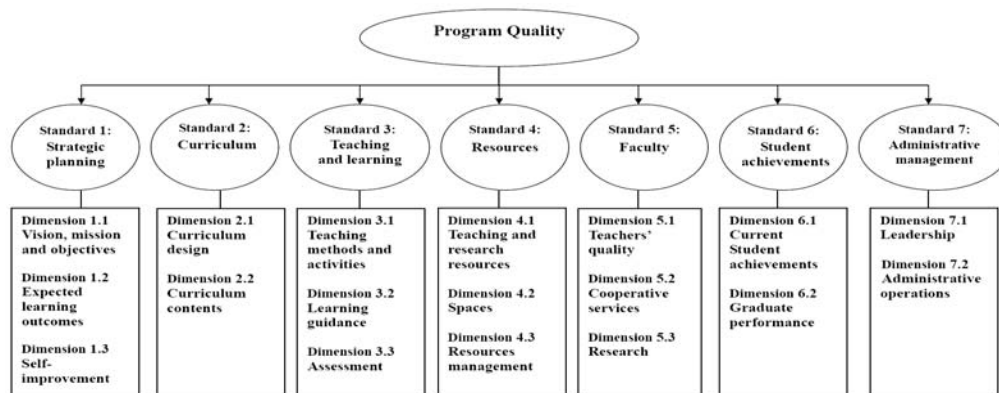 Program Quality
Standard 1:
Strategic
planning
Standard 2:
Curriculum
Standard 3:
Teaching
and learning
Standard 4:
Resources
Standard 5:
Faculty
Standard 6:
Student
achievements
Standard 7:
Administrative
management
Dimension 1.1
Vision, mission
and objectives
Dimension 1.2
Expected
learning
outcomes
Dimension 1.3
Self-
improvement
Dimension 2.1
Curriculum
design
Dimension 2.2
Curriculum
contents
Dimension 3.1
Teaching
methods and
activities
Dimension 3.2
Learning
guidance
Dimension 3.3
Assessment
Dimension 4.1
Teaching and
research
resources
Dimension 4.2
Spaces
Dimension 4.3
Resources
management
Dimension 5.1
Teachers’
quality
Dimension 5.2
Cooperative
services
Dimension 5.3
Research
Dimension 6.1
Current
Student
achievements
Dimension 6.2
Graduate
performance
Dimension 7.1
Leadership
Dimension 7.2
Administrative
operations